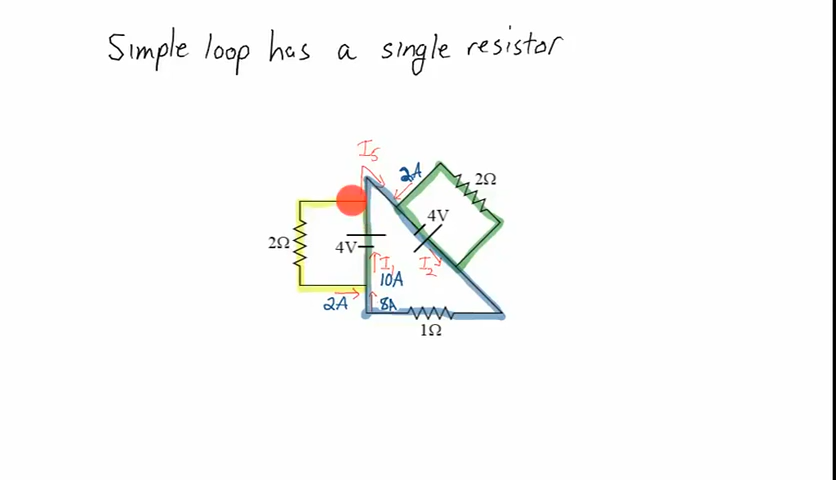 Simple loop has a single resistor
I5
2A
2Ω
4V
2Ω
4V
I1
I2
10A
2A
8A
1Ω